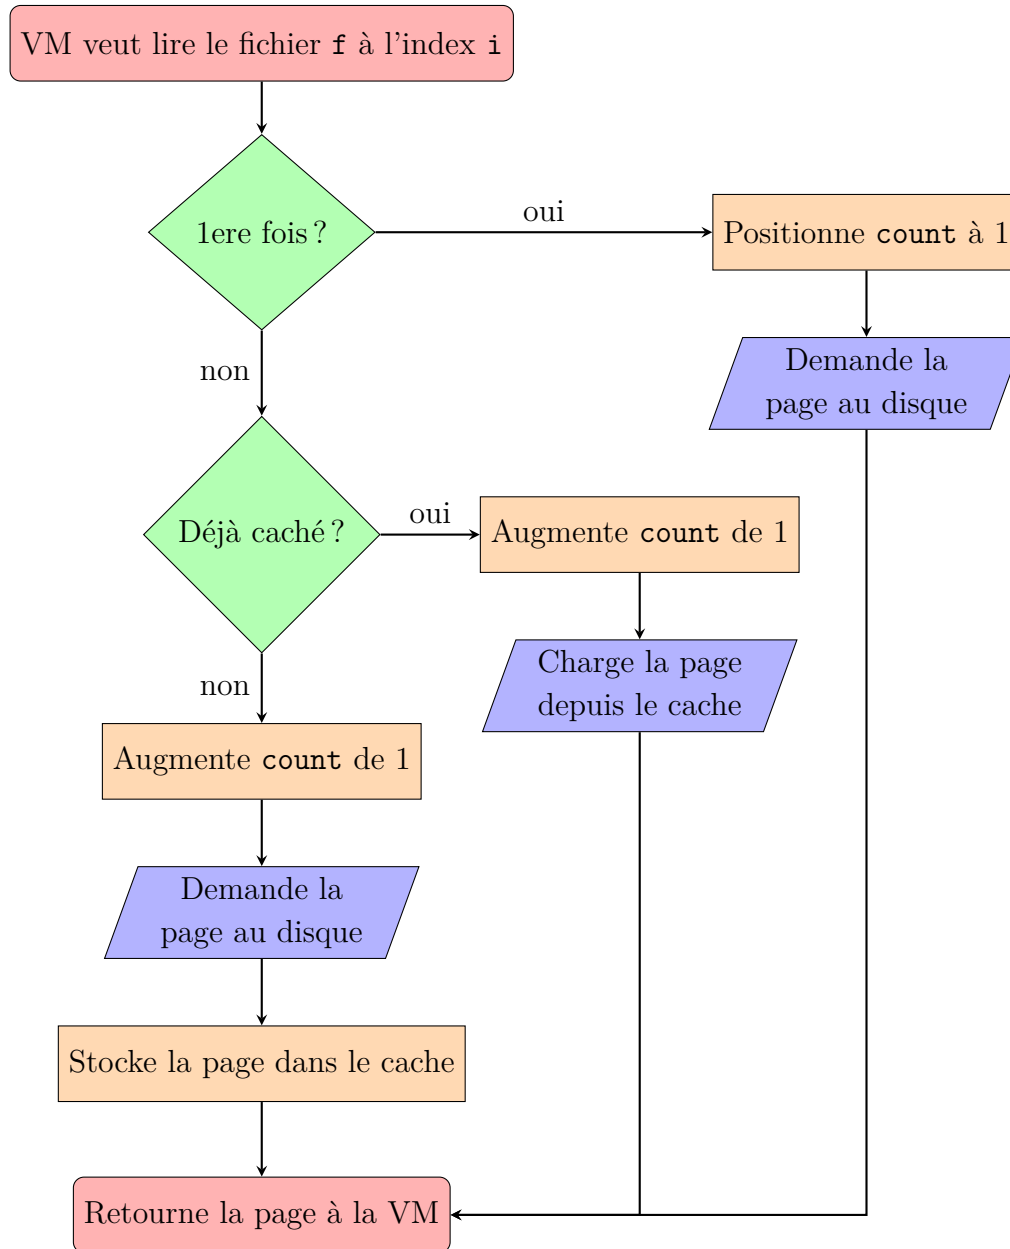 VM veut lire le fichier f à l'index i
1ere fois ?
oui
Positionne count à 1
Demande la
page au disque
non
Déjà caché ?
oui
Augmente count de 1
Charge la page
depuis le cache
non
Augmente count de 1
Demande la
page au disque
Stocke la page dans le cache
Retourne la page à la VM